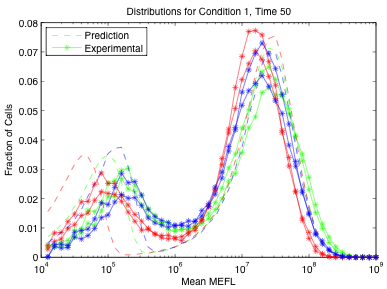 Distributions for Condition 1, Time 50
Prediction
Experimental
Fraction of Cells
0.08
0.07
0.06
0.05
0.04
0.03
0.02
0.01
0
10^4 10^5 10^6 10^7 10^8 10^9
Mean MEFL